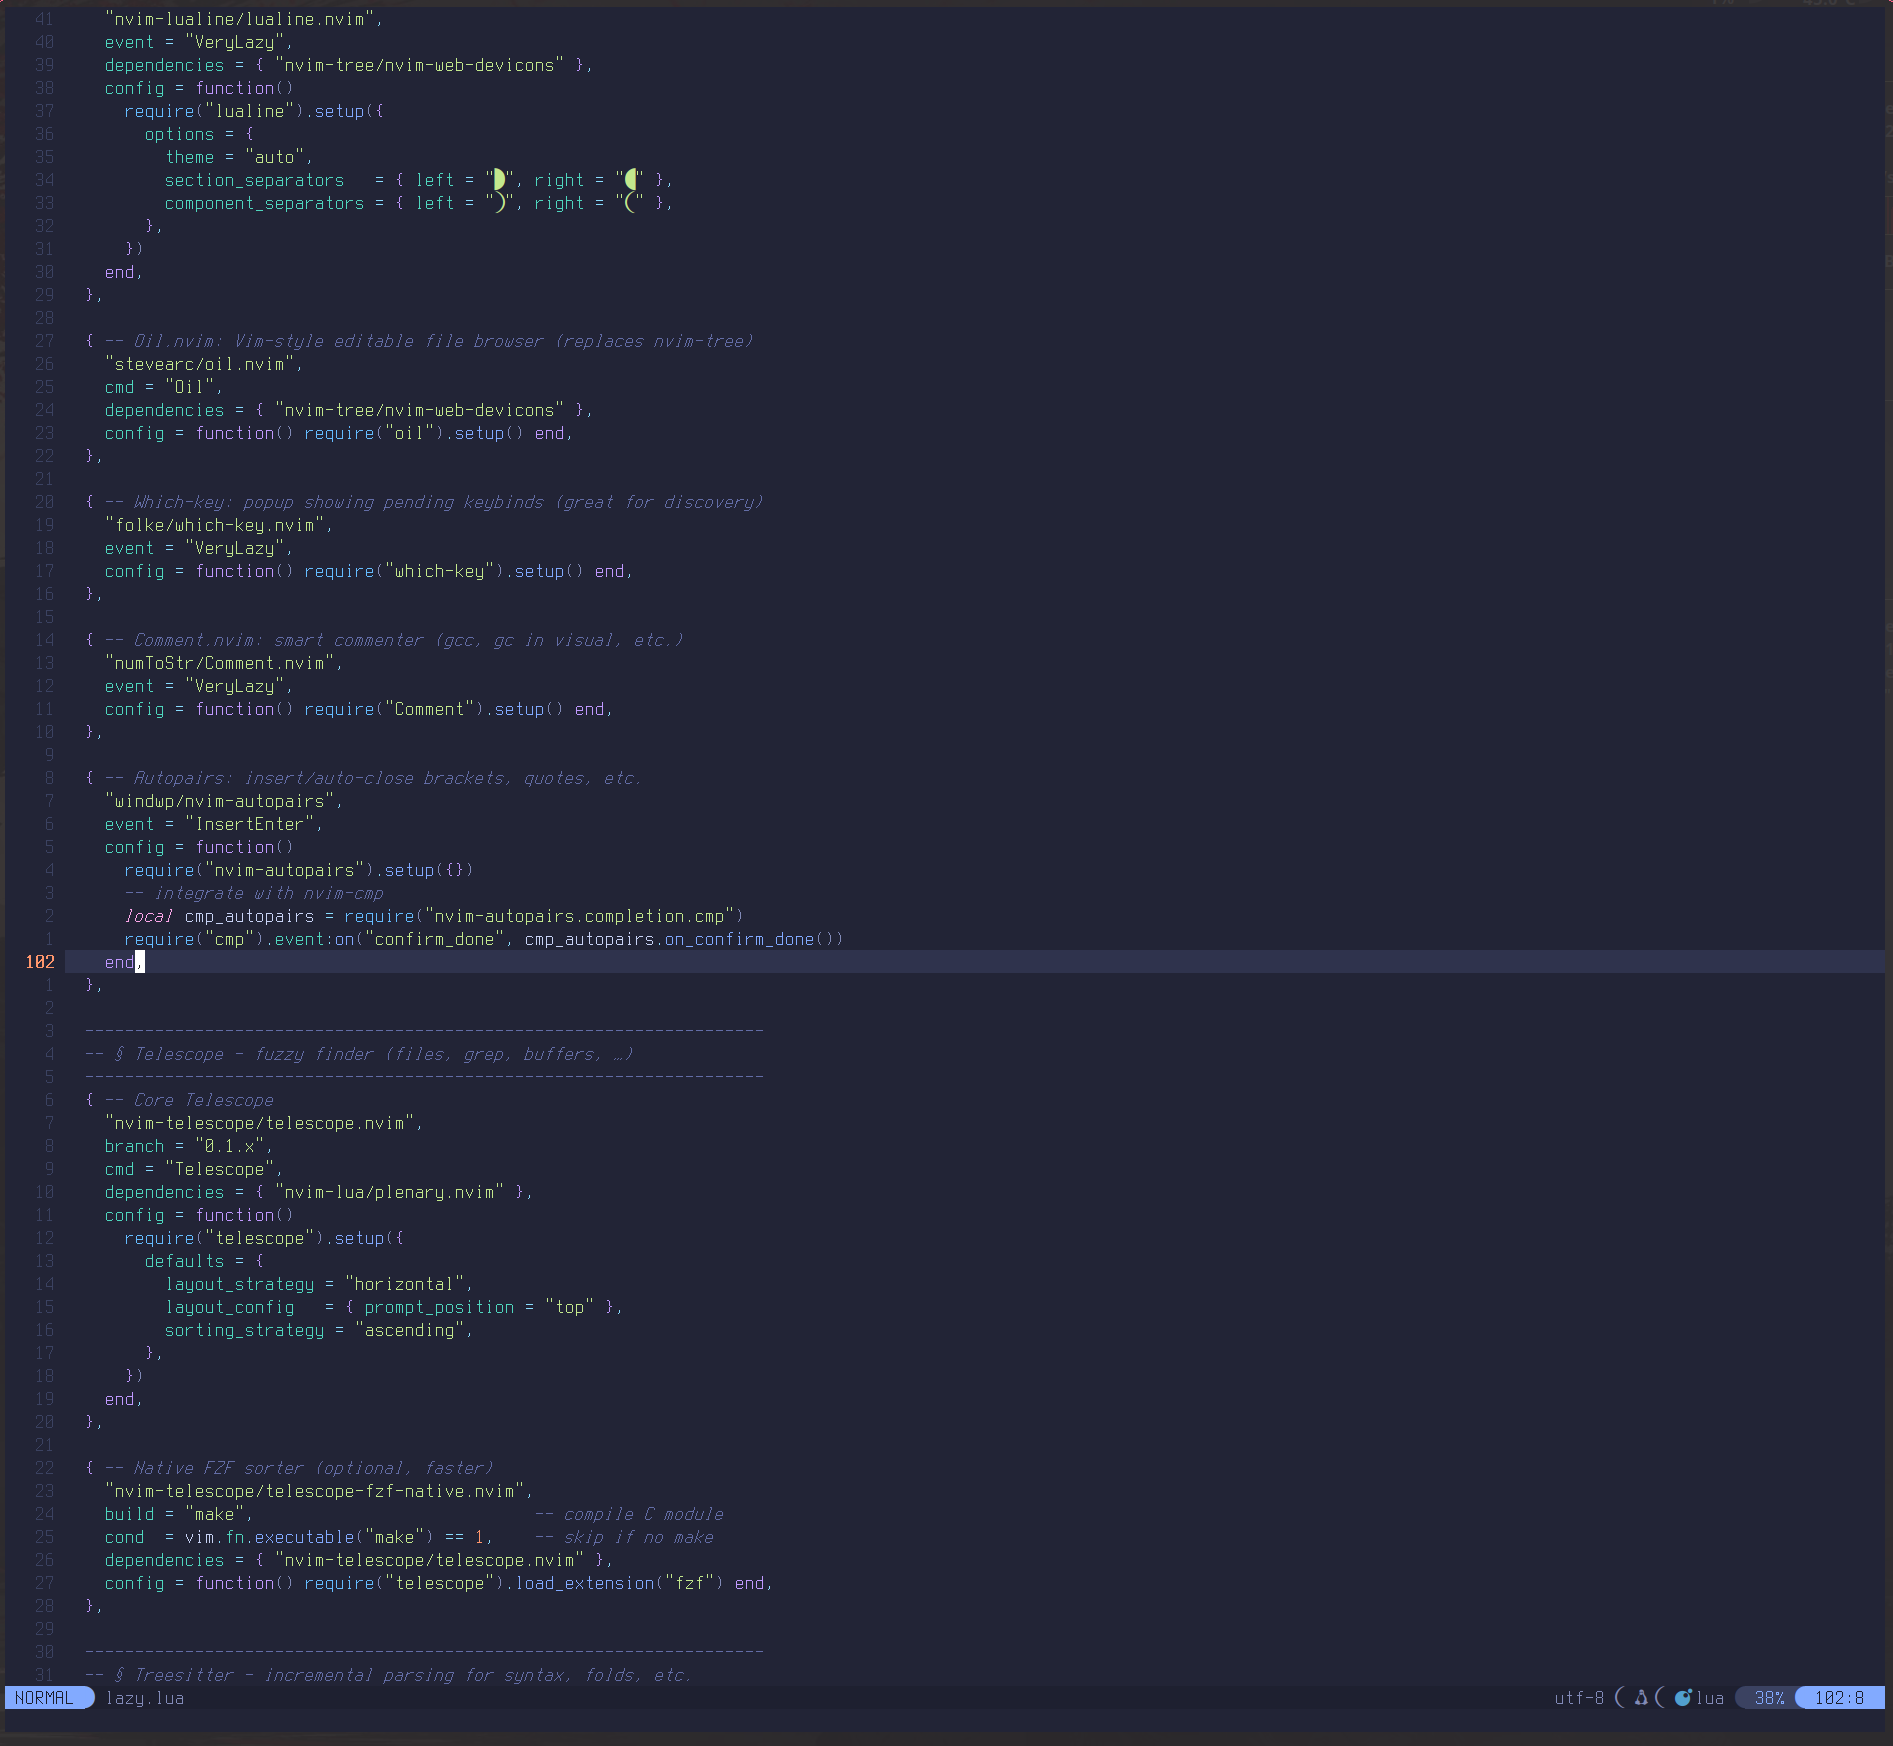 41 "nvim-lualine/lualine.nvim",
40 event = "VeryLazy",
39 dependencies = { "nvim-tree/nvim-web-devicons" },
38 config = function()
37 require("lualine").setup({
36 options = {
35 theme = "auto",
34 section_separators   = { left = "", right = "" },
33 component_separators = { left = "", right = "" },
32 },
31 })
30 end,
29 },
28
27 { -- Oil.nvim: Vim-style editable file browser (replaces nvim-tree)
26 "stevearc/oil.nvim",
25 cmd = "Oil",
24 dependencies = { "nvim-tree/nvim-web-devicons" },
23 config = function() require("oil").setup() end,
22 },
21
20 { -- Which-key: popup showing pending keybinds (great for discovery)
19 "folke/which-key.nvim",
18 event = "VeryLazy",
17 config = function() require("which-key").setup() end,
16 },
15
14 { -- Comment.nvim: smart commenter (gcc, gc in visual, etc.)
13 "numToStr/Comment.nvim",
12 event = "VeryLazy",
11 config = function() require("Comment").setup() end,
10 },
9
8 { -- Autopairs: insert/auto-close brackets, quotes, etc.
7 "windwp/nvim-autopairs",
6 event = "InsertEnter",
5 config = function()
4 require("nvim-autopairs").setup({})
3 -- integrate with nvim-cmp
2 local cmp_autopairs = require("nvim-autopairs.completion.cmp")
1 require("cmp").event:on("confirm_done", cmp_autopairs.on_confirm_done())
102 end,
1 },
2
3 --------------------------------------------------------------------
4 -- § Telescope – fuzzy finder (files, grep, buffers, …)
5 --------------------------------------------------------------------
6 { -- Core Telescope
7 "nvim-telescope/telescope.nvim",
8 branch = "0.1.x",
9 cmd = "Telescope",
10 dependencies = { "nvim-lua/plenary.nvim" },
11 config = function()
12 require("telescope").setup({
13 defaults = {
14 layout_strategy = "horizontal",
15 layout_config   = { prompt_position = "top" },
16 sorting_strategy = "ascending",
17 },
18 })
19 end,
20 },
21
22 { -- Native FZF sorter (optional, faster)
23 "nvim-telescope/telescope-fzf-native.nvim",
24 build = "make",                            -- compile C module
25 cond  = vim.fn.executable("make") == 1,    -- skip if no make
26 dependencies = { "nvim-telescope/telescope.nvim" },
27 config = function() require("telescope").load_extension("fzf") end,
28 },
29
30 --------------------------------------------------------------------
31 -- § Treesitter – incremental parsing for syntax, folds, etc.
NORMAL lazy.lua utf-8 lua 38% 102:8